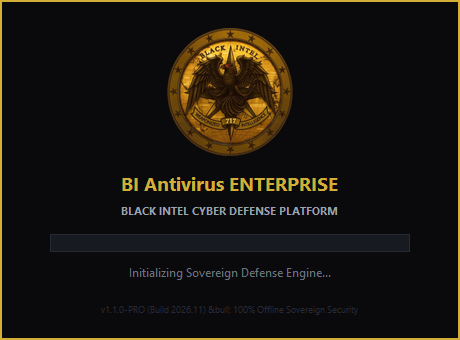 BLACK INTEL
717
BI Antivirus ENTERPRISE
BLACK INTEL CYBER DEFENSE PLATFORM
Initializing Sovereign Defense Engine...
v1.1.0-PRO (Build 2026.11) &bull; 100% Offline Sovereign Security